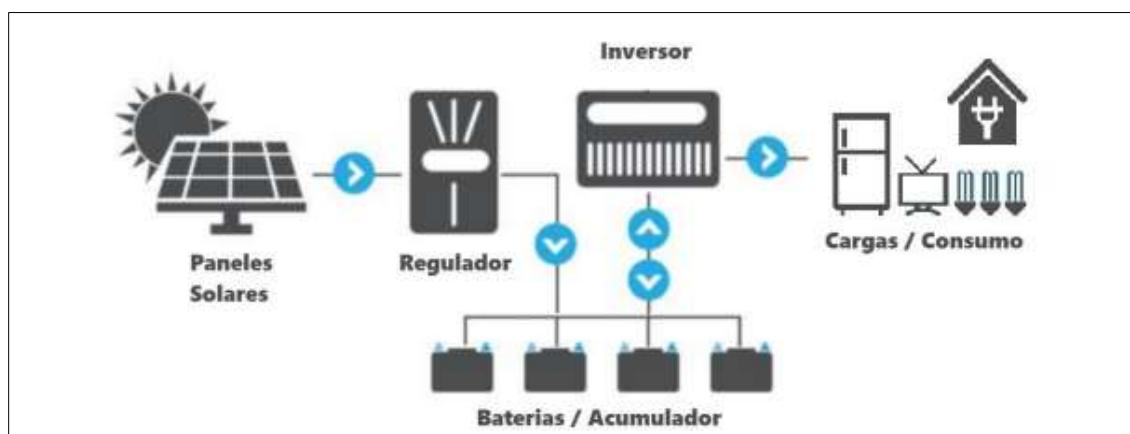 Inversor
Paneles
Solares
Regulador
Cargas / Consumo
Baterias / Acumulador